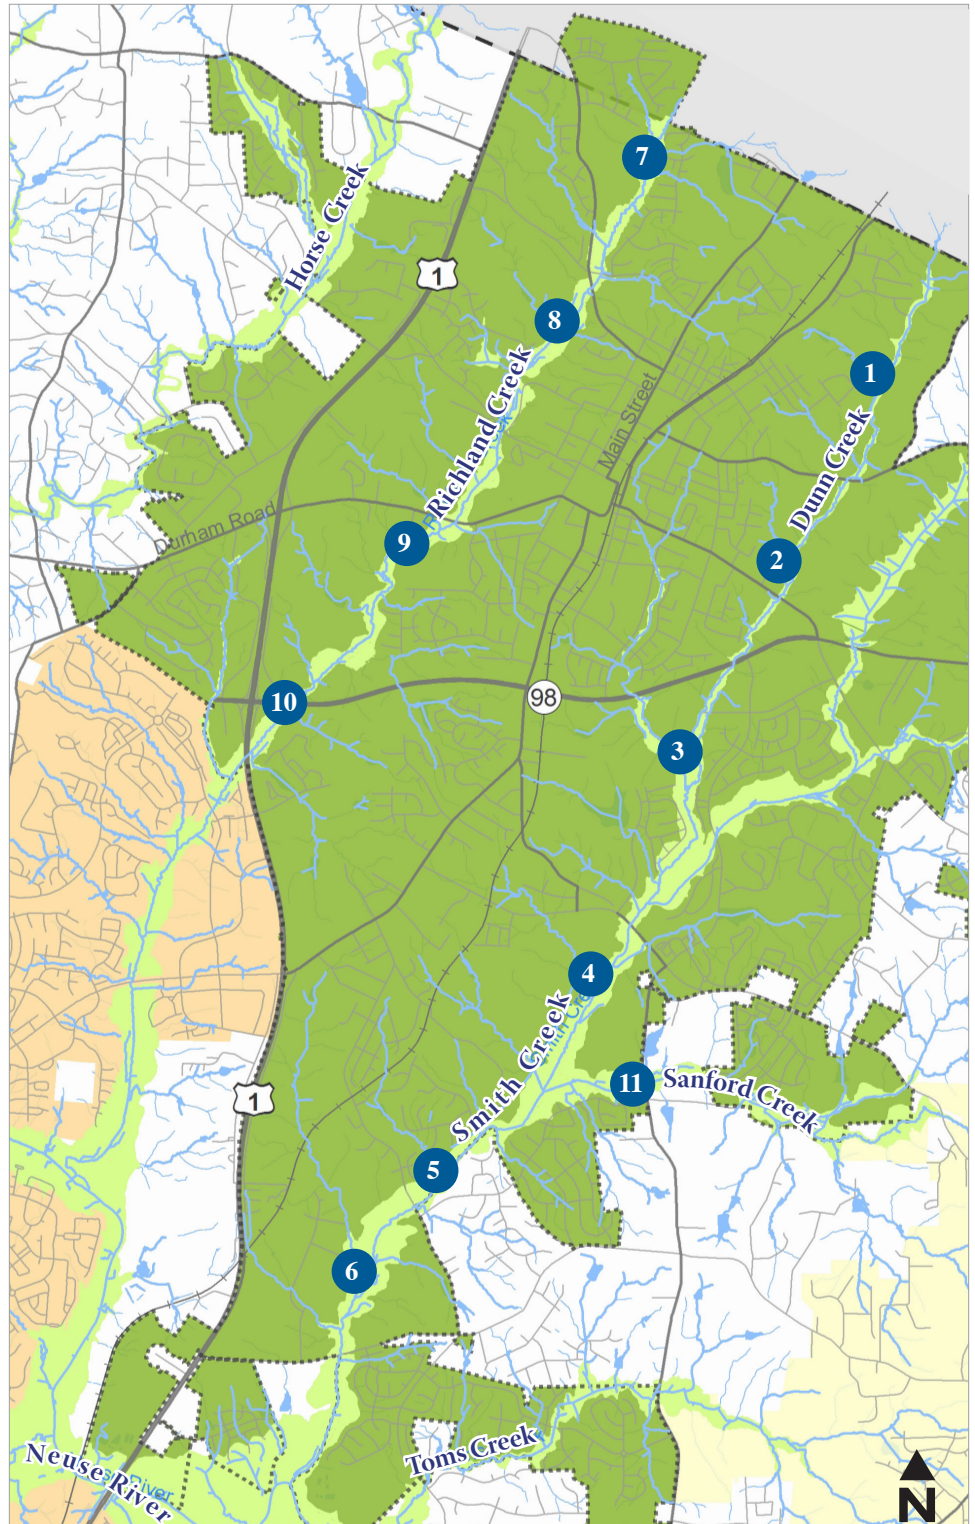 7
Horse Creek
1
8
1
Richland Creek
Main Street
Dunn Creek
Durham Road
9
2
10
98
3
4
Smith Creek
11
Sanford Creek
1
5
6
Toms Creek
Neuse River
River
N